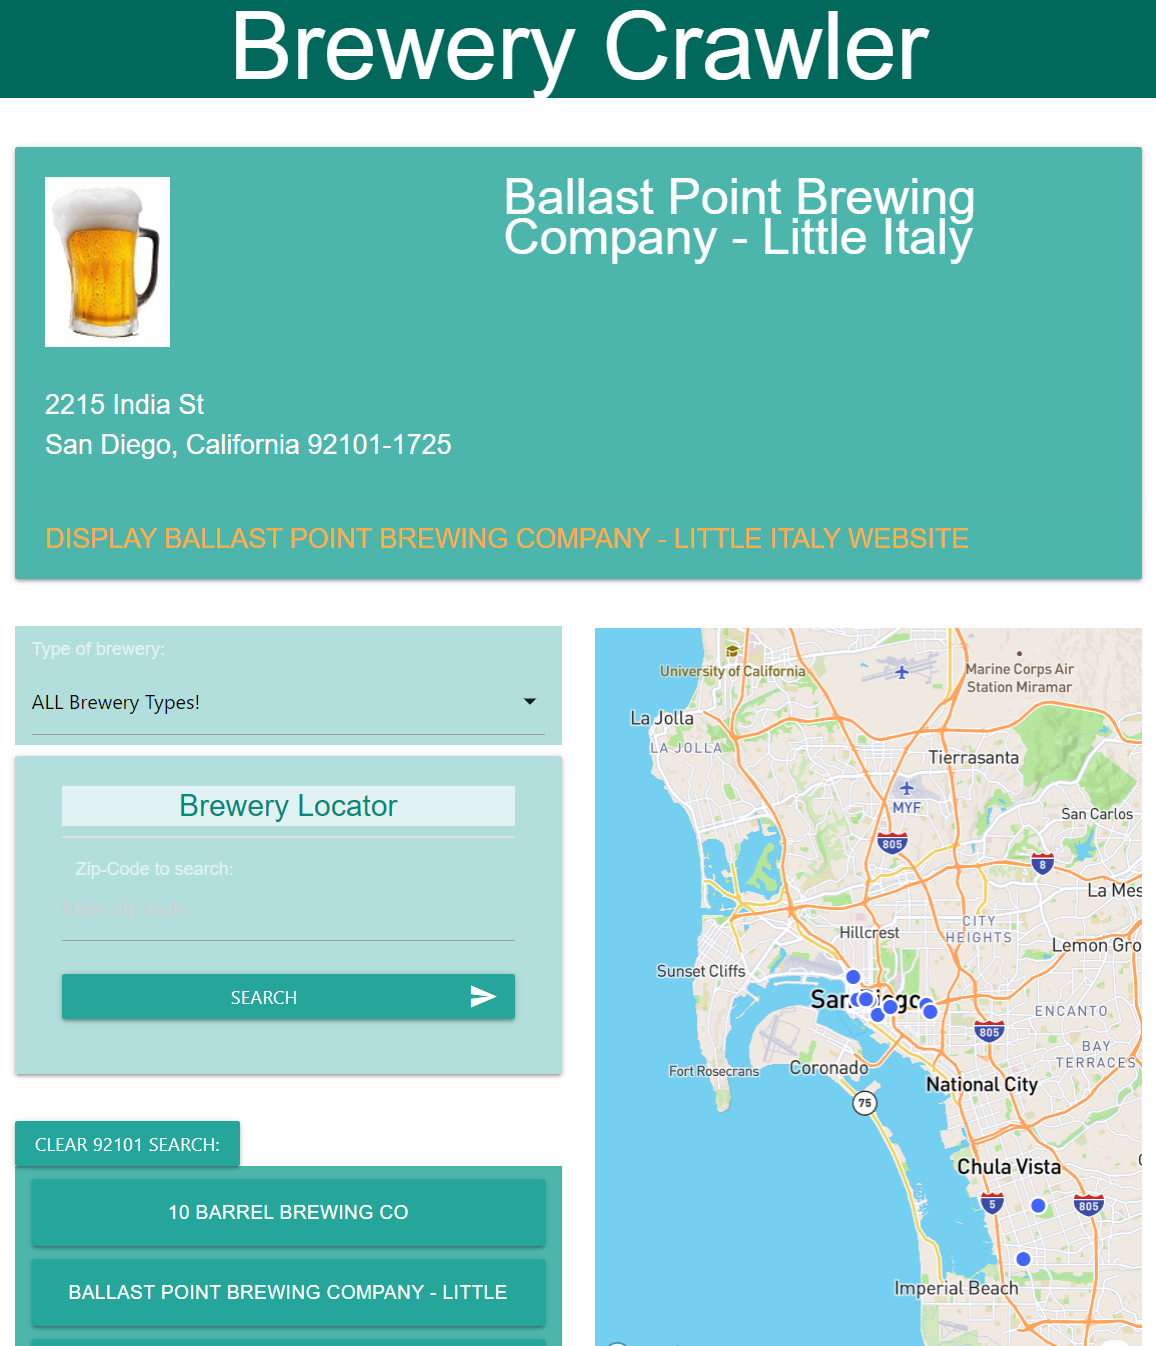 Brewery Crawler
Ballast Point Brewing
Company - Little Italy
2215 India St
San Diego, California 92101-1725
DISPLAY BALLAST POINT BREWING COMPANY - LITTLE ITALY WEBSITE
Type of brewery:
ALL Brewery Types!
Brewery Locator
Zip-Code to search:
Enter zip code
SEARCH
CLEAR 92101 SEARCH:
10 BARREL BREWING CO
BALLAST POINT BREWING COMPANY - LITTLE
University of California
Marine Corps Air
Station Miramar
La Jolla
LA JOLLA
Tierrasanta
MYF
San Carlos
805
8
La Mes
Hillcrest
CITY
HEIGHTS
Lemon Gro
Sunset Cliffs
San Diego
ENCANTO
805
BAY
TERRACES
Fort Rosecrans
Coronado
National City
75
Chula Vista
5
805
Imperial Beach